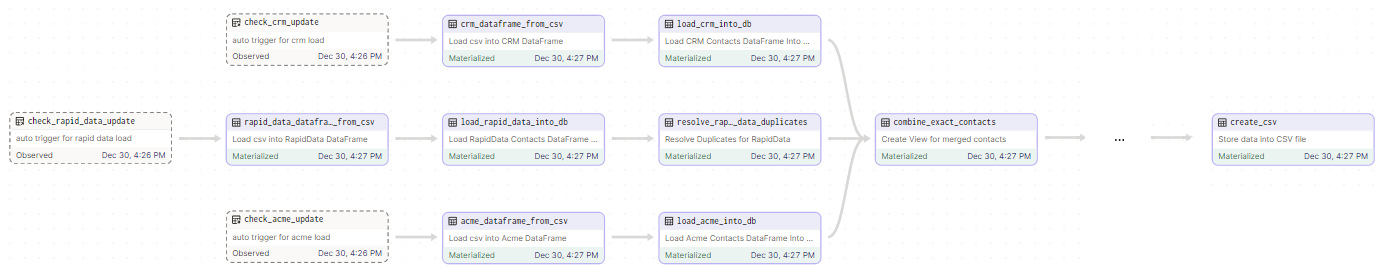 check_crm_update
auto trigger for crm load
Observed Dec 30, 4:26 PM
crm_dataframe_from_csv
Load csv into CRM DataFrame
Materialized Dec 30, 4:27 PM
load_crm_into_db
Load CRM Contacts DataFrame Into ...
Materialized Dec 30, 4:27 PM
check_rapid_data_update
auto trigger for rapid data load
Observed Dec 30, 4:26 PM
rapid_data_datafra…_from_csv
Load csv into RapidData DataFrame
Materialized Dec 30, 4:27 PM
load_rapid_data_into_db
Load RapidData Contacts DataFrame ...
Materialized Dec 30, 4:27 PM
resolve_rap…_data_duplicates
Resolve Duplicates for RapidData
Materialized Dec 30, 4:27 PM
combine_exact_contacts
Create View for merged contacts
Materialized Dec 30, 4:27 PM
...
create_csv
Store data into CSV file
Materialized Dec 30, 4:27 PM
check_acme_update
auto trigger for acme load
Observed Dec 30, 4:26 PM
acme_dataframe_from_csv
Load csv into Acme DataFrame
Materialized Dec 30, 4:27 PM
load_acme_into_db
Load Acme Contacts DataFrame Into ...
Materialized Dec 30, 4:27 PM